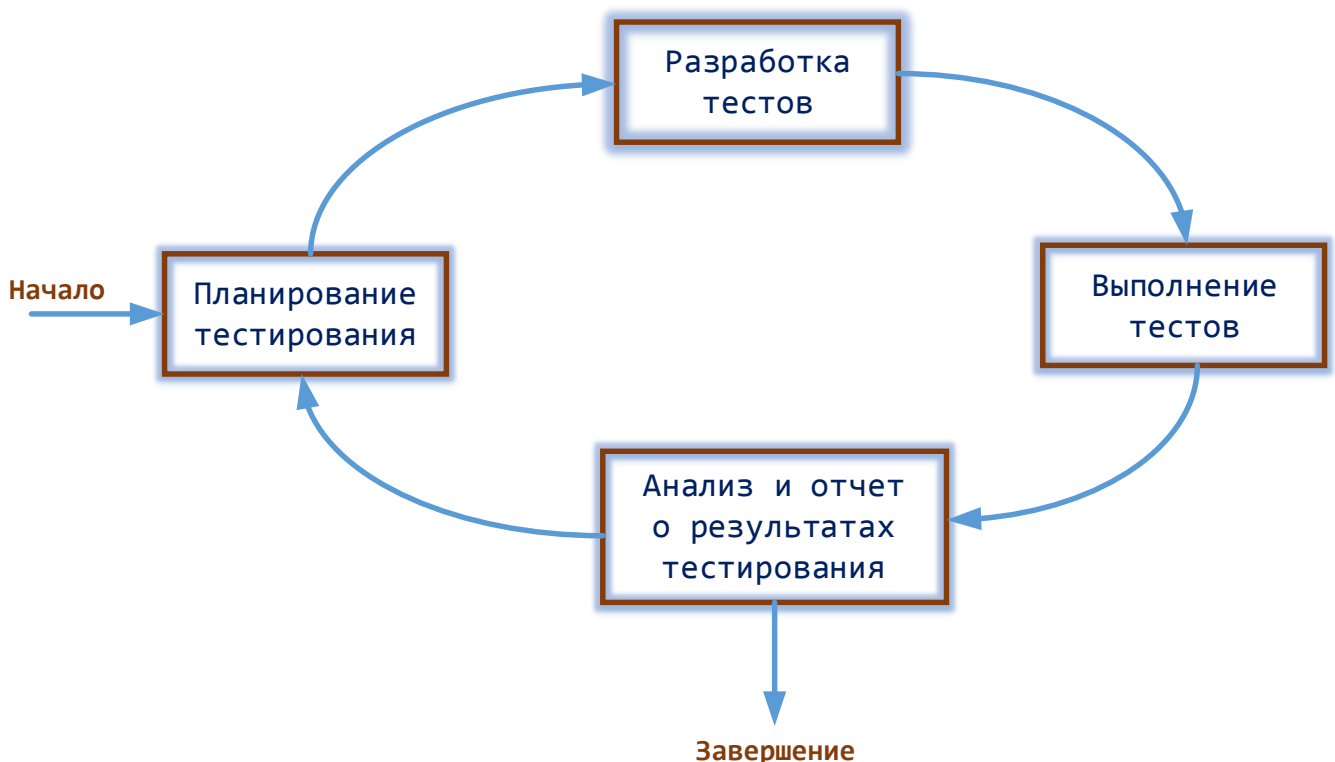 Разработка
тестов
Начало
Планирование
тестирования
Выполнение
тестов
Анализ и отчет
о результатах
тестирования
Завершение